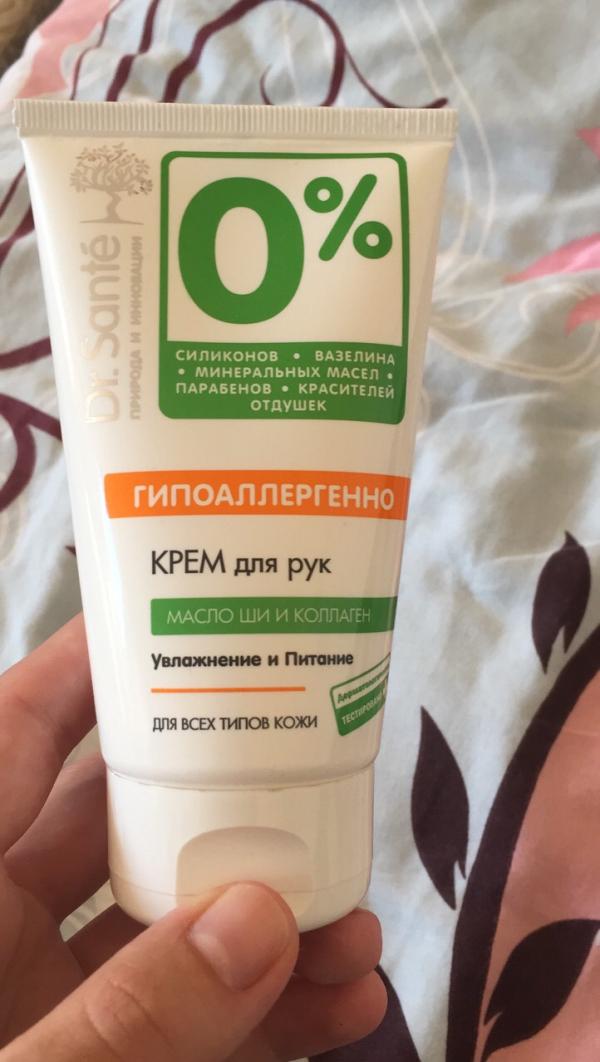 Dr. Santé
ПРИРОДА И ИННОВАЦИИ
0%
СИЛИКОНОВ • ВАЗЕЛИНА
• МИНЕРАЛЬНЫХ МАСЕЛ •
ПАРАБЕНОВ • КРАСИТЕЛЕЙ
ОТДУШЕК
ГИПОАЛЛЕРГЕННО
КРЕМ для рук
МАСЛО ШИ И КОЛЛАГЕН
Увлажнение и Питание
ДЛЯ ВСЕХ ТИПОВ КОЖИ